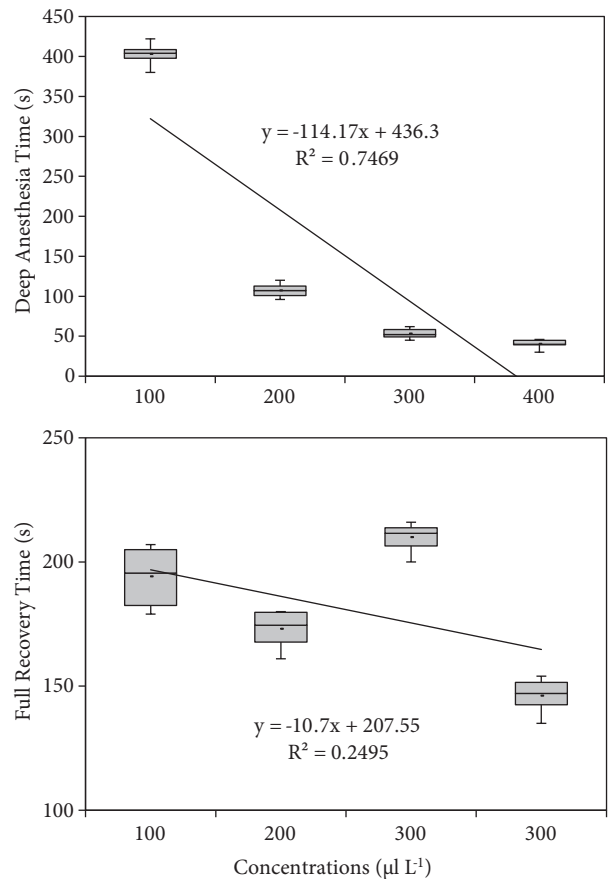 450
400
350
300
250
200
150
100
50
0
Deep Anesthesia Time (s)
y = -114.17x + 436.3
R² = 0.7469
100 200 300 400
250
200
150
100
Full Recovery Time (s)
y = -10.7x + 207.55
R² = 0.2495
100 200 300 300
Concentrations (µl L⁻¹)